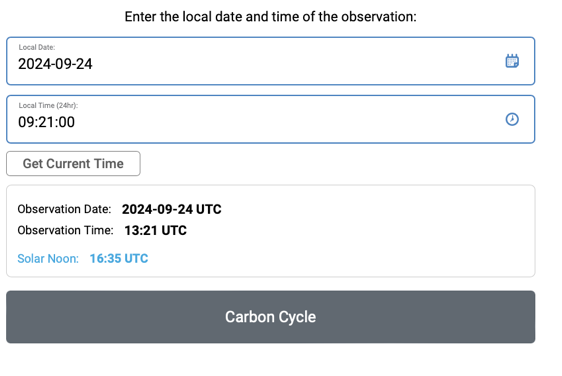 Enter the local date and time of the observation:
Local Date:
2024-09-24
Local Time (24hr):
09:21:00
Get Current Time
Observation Date: 2024-09-24 UTC
Observation Time: 13:21 UTC
Solar Noon: 16:35 UTC
Carbon Cycle